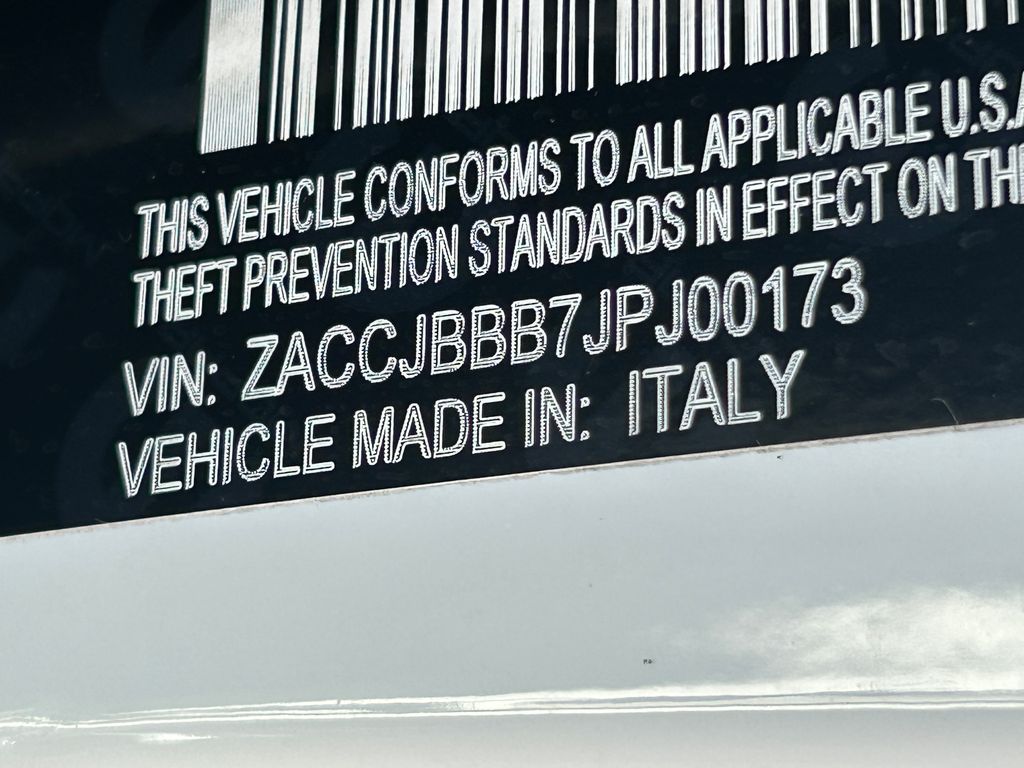 THIS VEHICLE CONFORMS TO ALL APPLICABLE U.S.A
THEFT PREVENTION STANDARDS IN EFFECT ON THE
VIN: ZACCJBBB7JPJ00173
VEHICLE MADE IN: ITALY